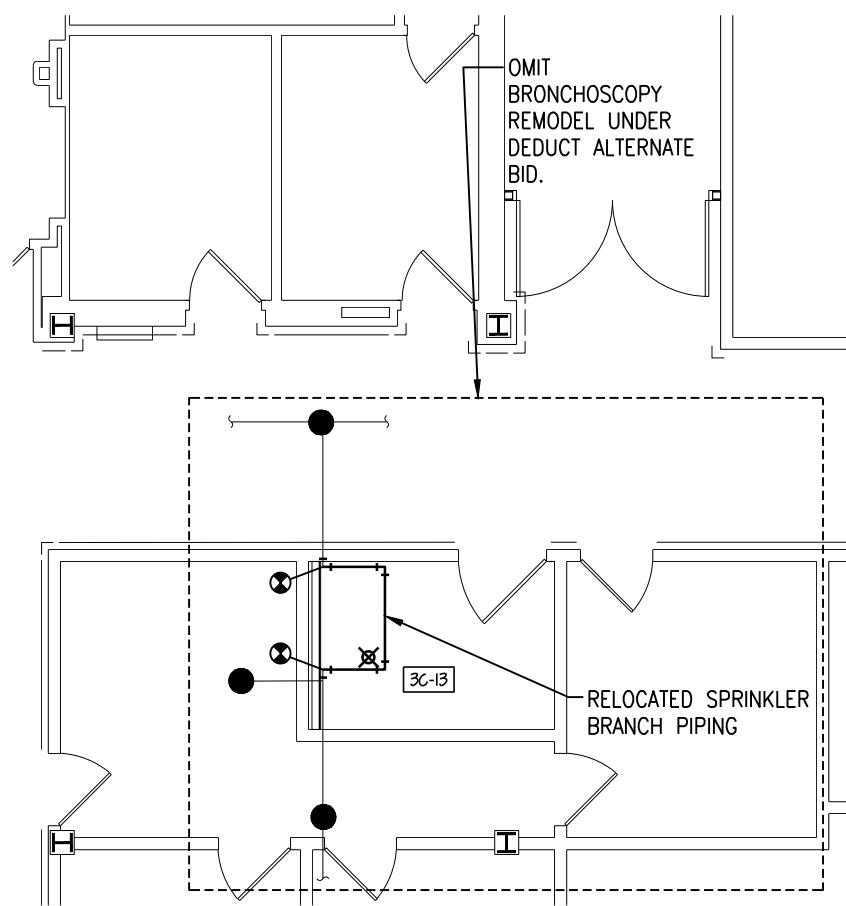 OMIT
BRONCHOSCOPY
REMODEL UNDER
DEDUCT ALTERNATE
BID.
3C-13
RELOCATED SPRINKLER
BRANCH PIPING